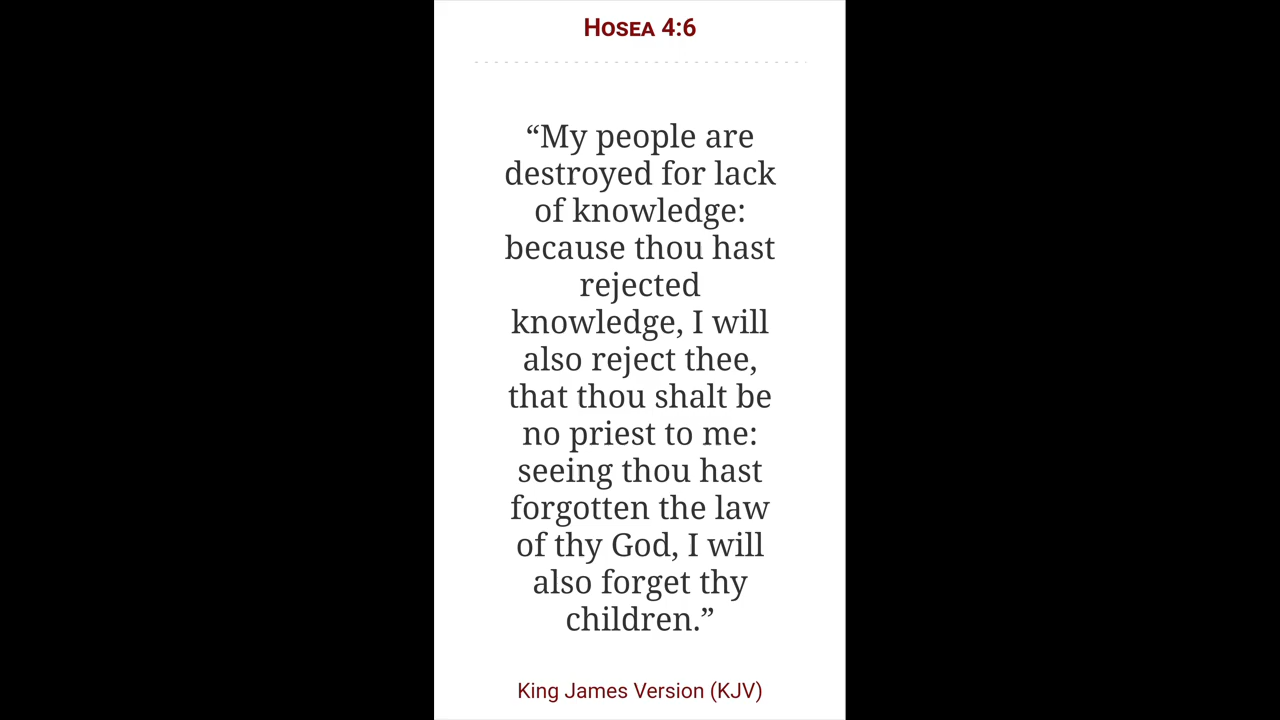 Hosea 4:6
“My people are
destroyed for lack
of knowledge:
because thou hast
rejected
knowledge, I will
also reject thee,
that thou shalt be
no priest to me:
seeing thou hast
forgotten the law
of thy God, I will
also forget thy
children.”
King James Version (KJV)